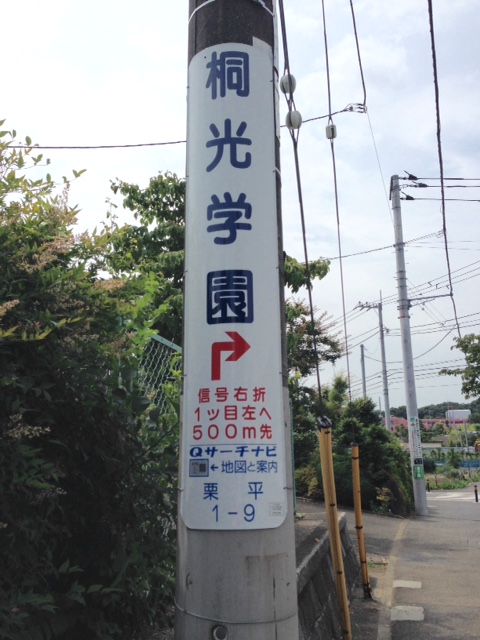 桐光学園
信号右折
1ッ目左へ
500m先
Qサーチナビ
←地図と案内
栗平
1-9